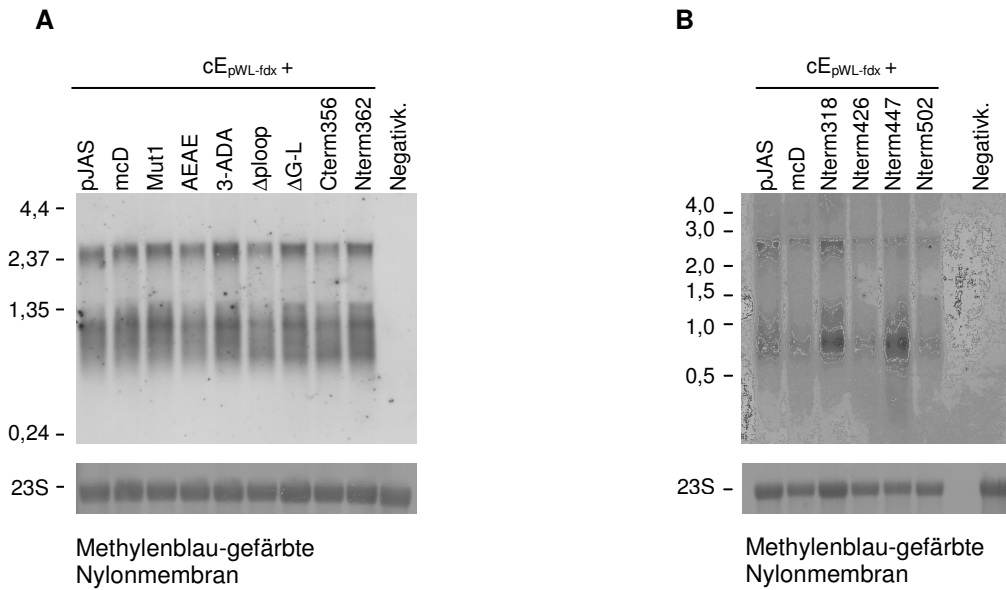 A
cEpWL-fdx +
pJAS
mcD
Mut1
AEAE
3-ADA
Δploop
ΔG-L
Cterm356
Nterm362
Negativk.
4,4 -
2,37 -
1,35 -
0,24 -
23S -
Methylenblau-gefärbte
Nylonmembran
B
cEpWL-fdx +
pJAS
mcD
Nterm318
Nterm426
Nterm447
Nterm502
Negativk.
4,0 -
3,0 -
2,0 -
1,5 -
1,0 -
0,5 -
23S -
Methylenblau-gefärbte
Nylonmembran